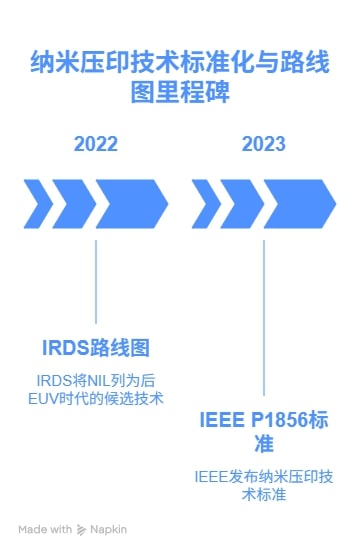 纳米压印技术标准化与路线
图里程碑
2022
2023
IRDS路线图
IRDS将NIL列为后
EUV时代的候选技术
IEEE P1856标
准
IEEE发布纳米压印技
术标准
Made with Napkin